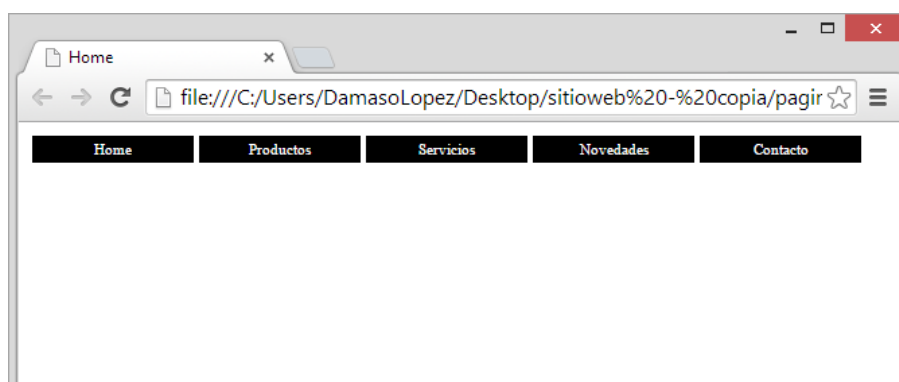 Home
file:///C:/Users/DamasoLopez/Desktop/sitioweb%20-%20copia/pagir
Home Productos Servicios Novedades Contacto